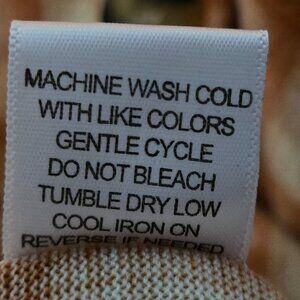 MACHINE WASH COLD
WITH LIKE COLORS
GENTLE CYCLE
DO NOT BLEACH
TUMBLE DRY LOW
COOL IRON ON
REVERSE IF NEEDED